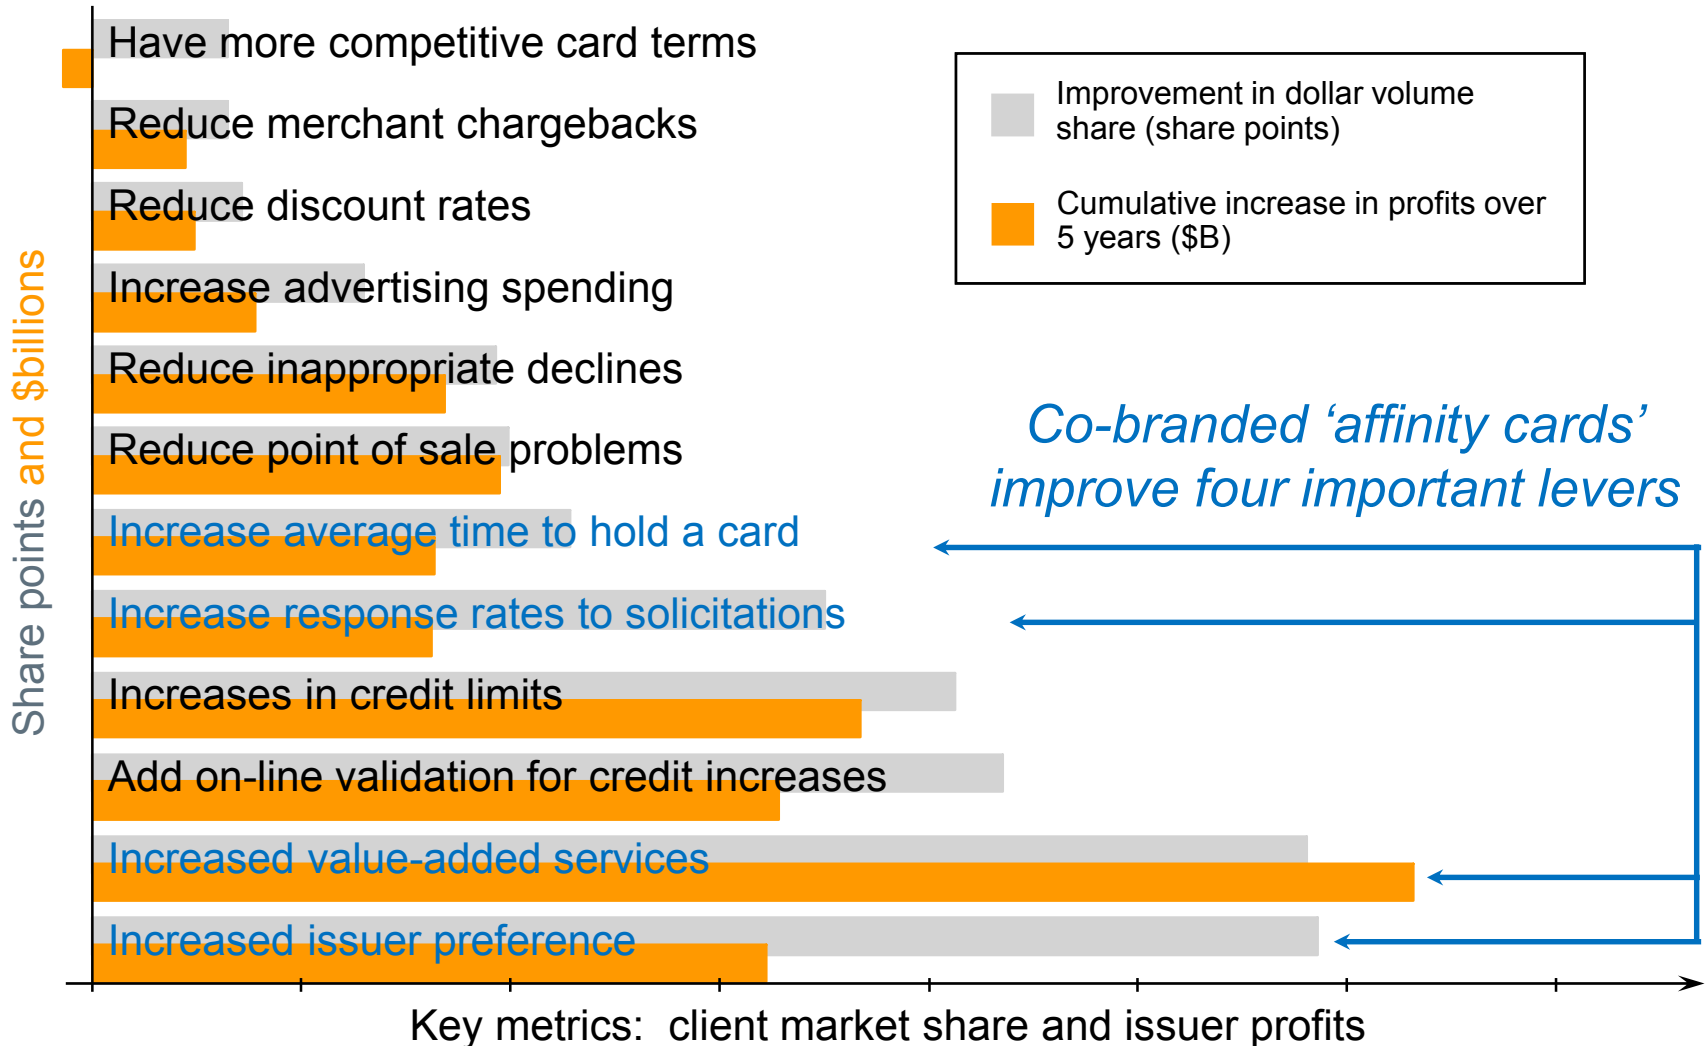 Have more competitive card terms
Reduce merchant chargebacks
Reduce discount rates
Increase advertising spending
Reduce inappropriate declines
Reduce point of sale problems
Increase average time to hold a card
Increase response rates to solicitations
Increases in credit limits
Add on-line validation for credit increases
Increased value-added services
Increased issuer preference
Share points and $billions
Improvement in dollar volume
share (share points)
Cumulative increase in profits over
5 years ($B)
Co-branded ‘affinity cards’
improve four important levers
Key metrics: client market share and issuer profits